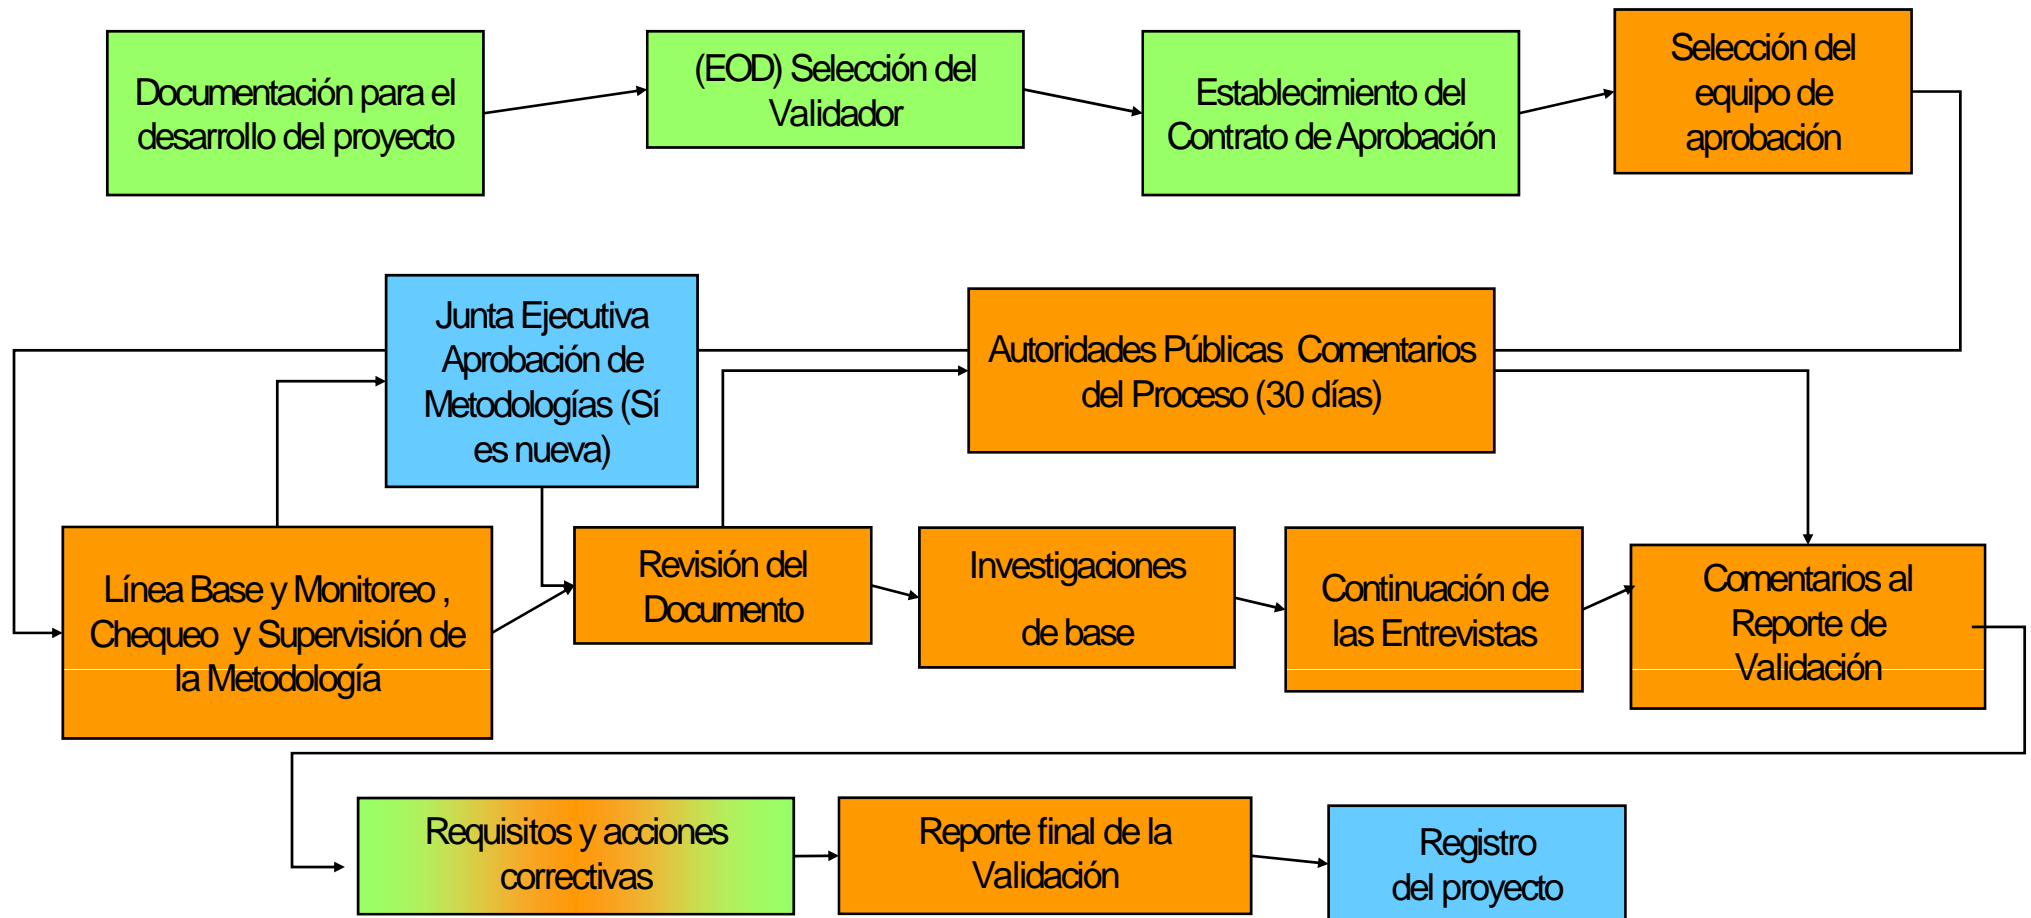 Documentación para el
desarrollo del proyecto
(EOD) Selección del
Validador
Establecimiento del
Contrato de Aprobación
Selección del
equipo de
aprobación
Junta Ejecutiva
Aprobación de
Metodologías (Sí
es nueva)
Autoridades Públicas Comentarios
del Proceso (30 días)
Línea Base y Monitoreo ,
Chequeo y Supervisión de
la Metodología
Revisión del
Documento
Investigaciones
de base
Continuación de
las Entrevistas
Comentarios al
Reporte de
Validación
Requisitos y acciones
correctivas
Reporte final de la
Validación
Registro
del proyecto